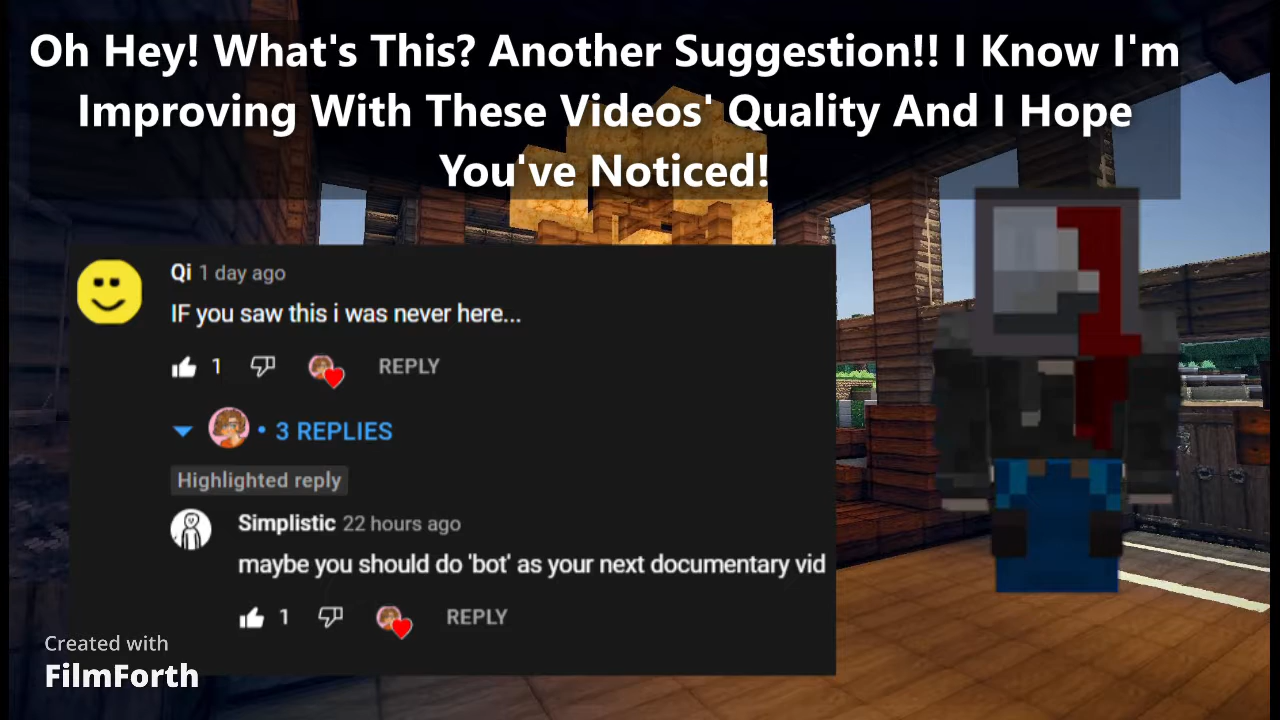 Oh Hey! What's This? Another Suggestion!! I Know I'm
Improving With These Videos' Quality And I Hope
You've Noticed!
Qi 1 day ago
IF you saw this i was never here...
1 REPLY
• 3 REPLIES
Highlighted reply
Simplistic 22 hours ago
maybe you should do 'bot' as your next documentary vid
1 REPLY
Created with
FilmForth